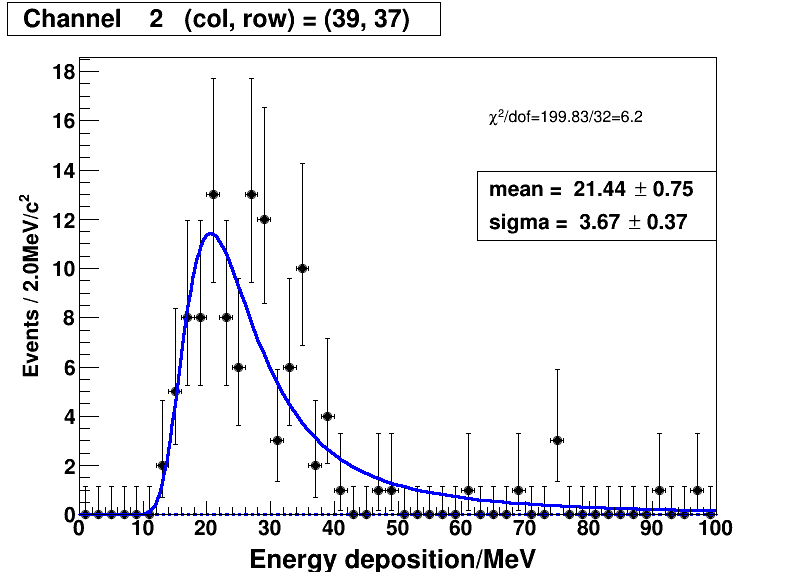 Channel 2 (col, row) = (39, 37)
18
16
14
12
10
8
6
4
2
0
Events / 2.0MeV/c²
χ²/dof=199.83/32=6.2
mean = 21.44 ± 0.75
sigma = 3.67 ± 0.37
0 10 20 30 40 50 60 70 80 90 100
Energy deposition/MeV